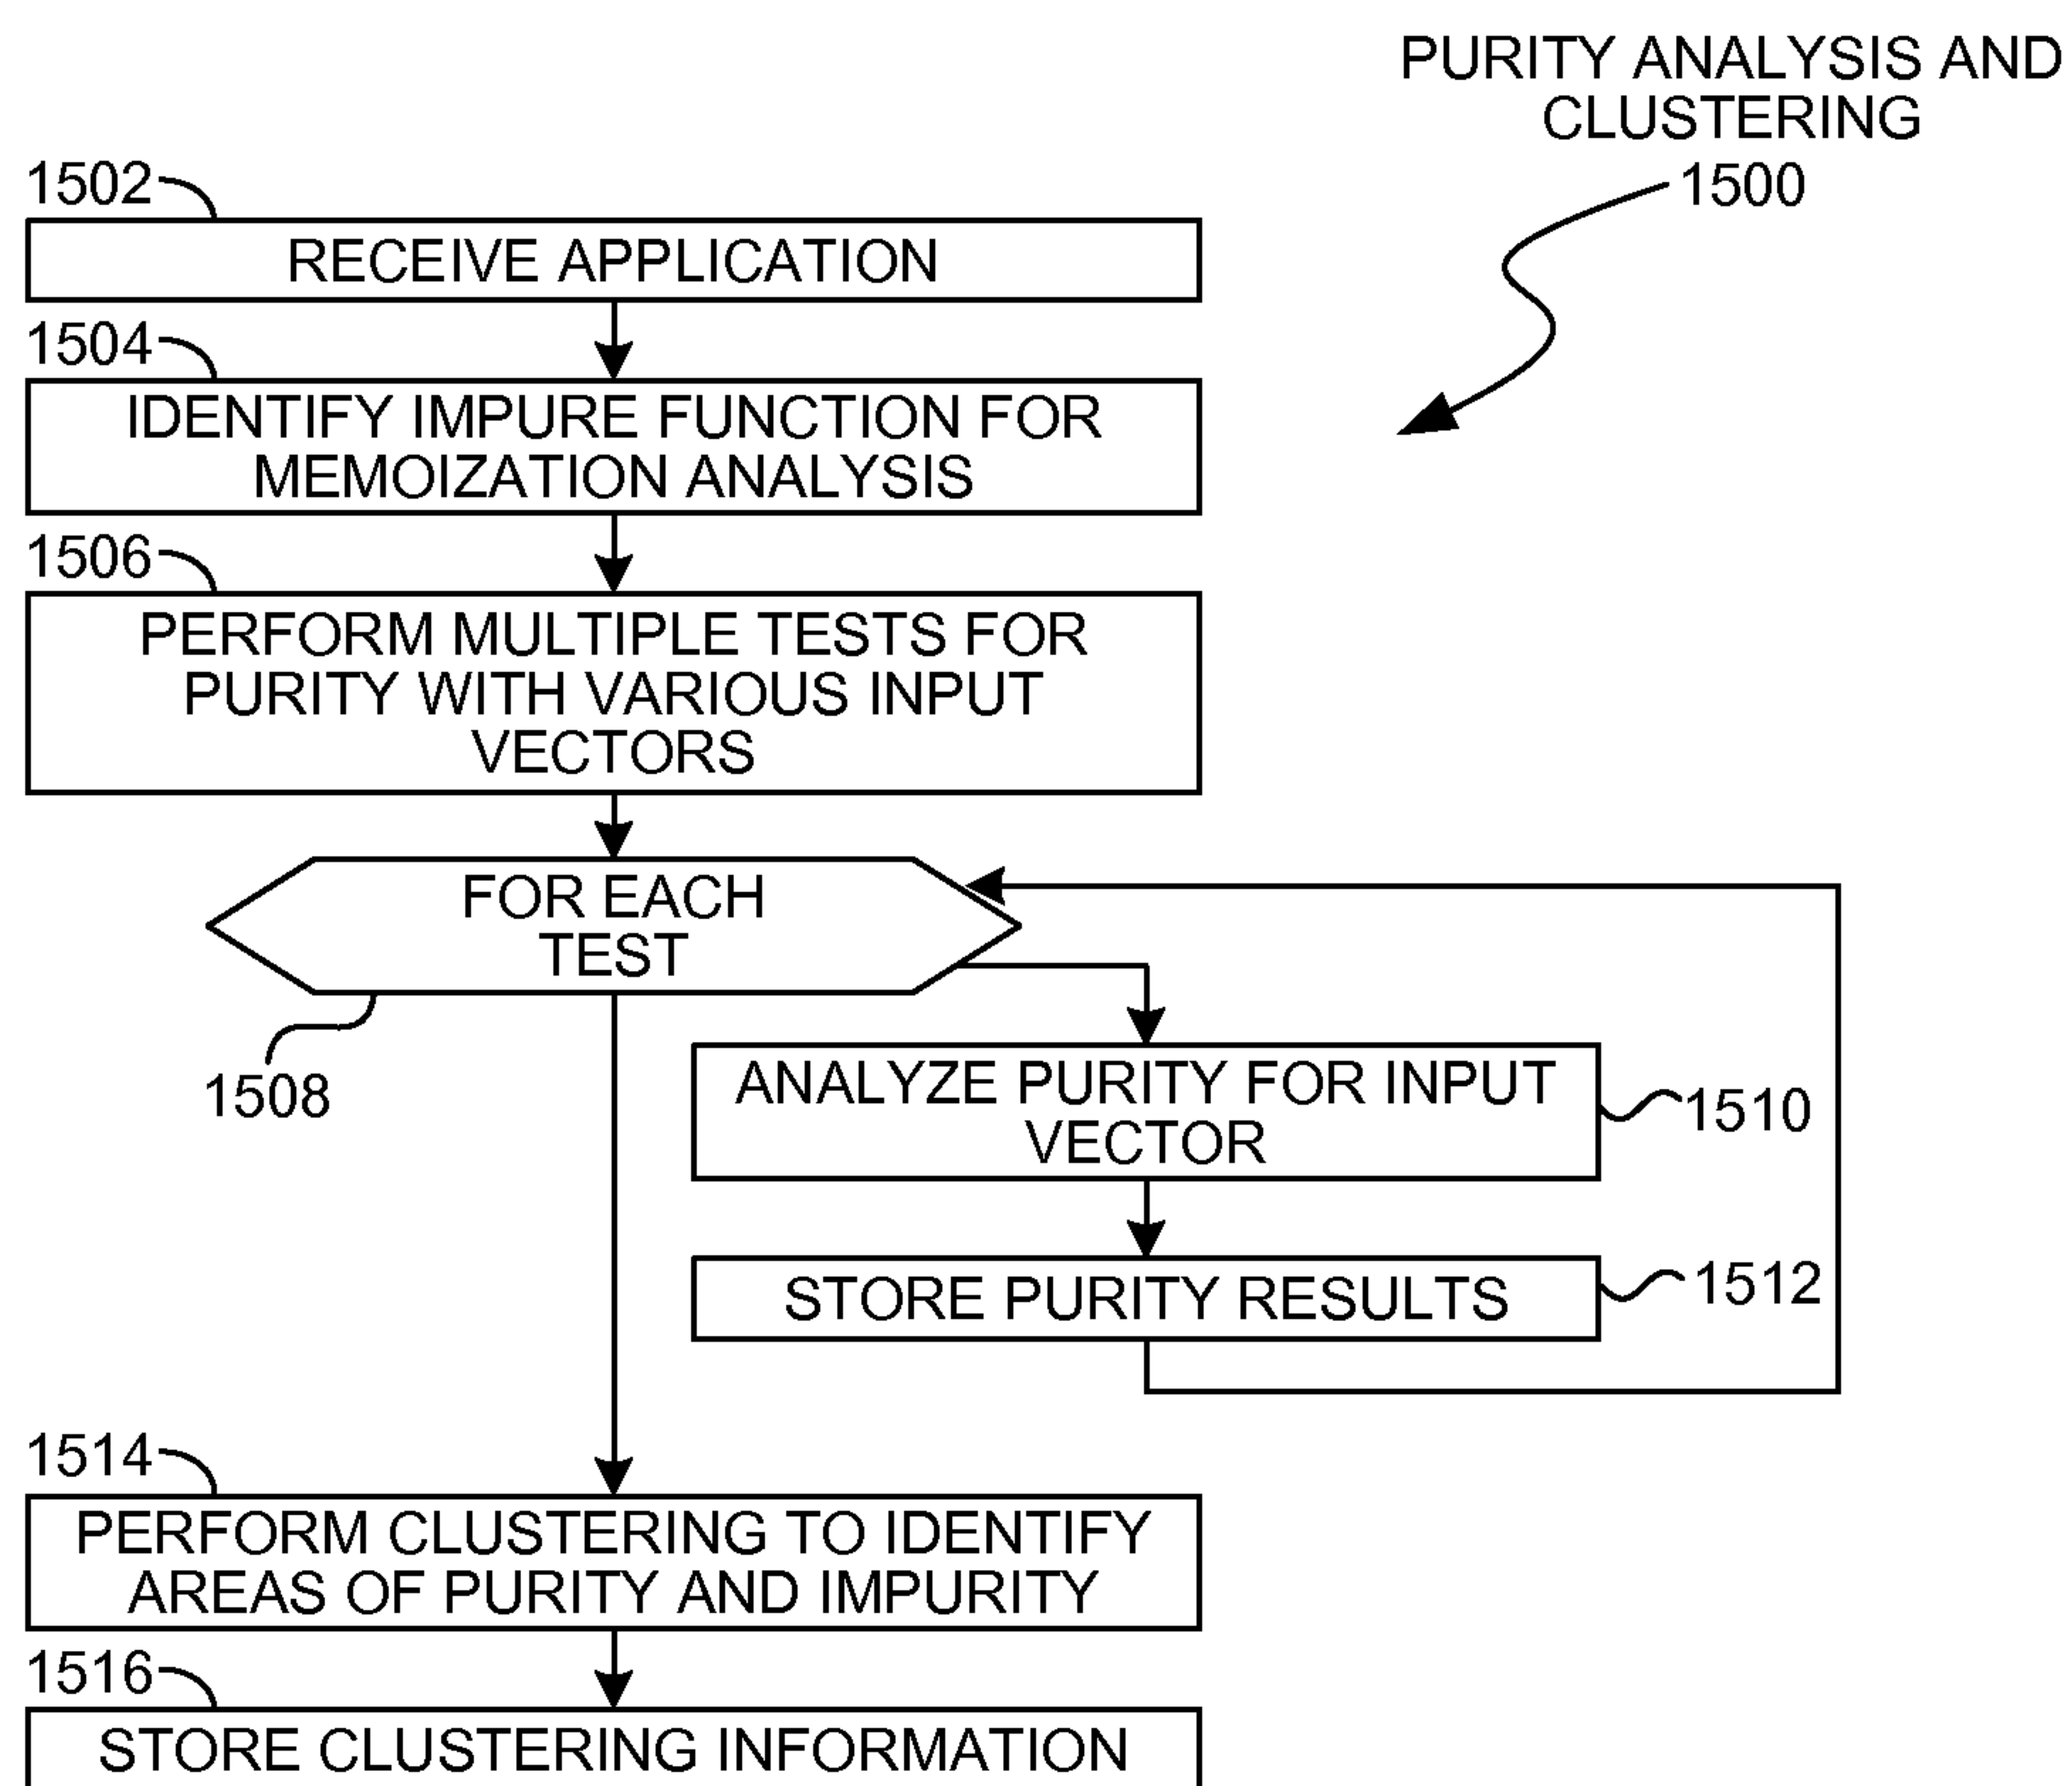 PURITY ANALYSIS AND
CLUSTERING
1500
1502
RECEIVE APPLICATION
1504
IDENTIFY IMPURE FUNCTION FOR
MEMOIZATION ANALYSIS
1506
PERFORM MULTIPLE TESTS FOR
PURITY WITH VARIOUS INPUT
VECTORS
FOR EACH
TEST
1508
ANALYZE PURITY FOR INPUT
VECTOR
1510
STORE PURITY RESULTS
1512
1514
PERFORM CLUSTERING TO IDENTIFY
AREAS OF PURITY AND IMPURITY
1516
STORE CLUSTERING INFORMATION